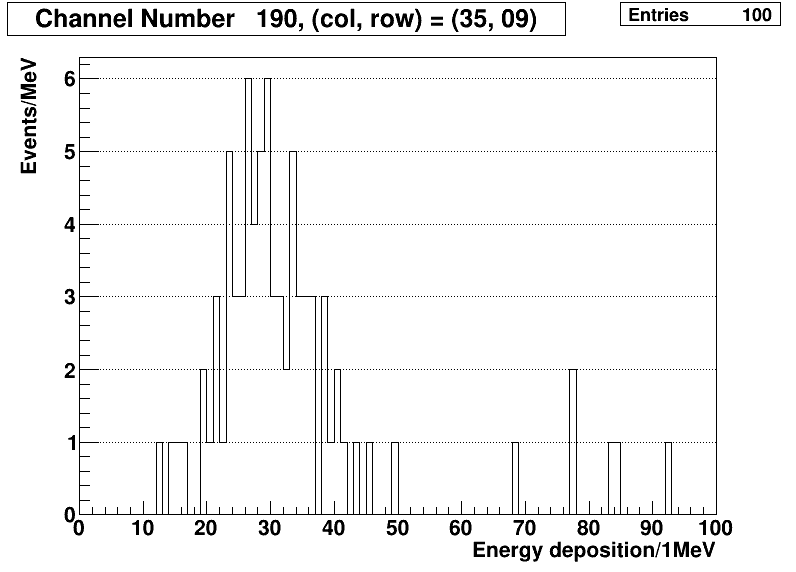 Channel Number 190, (col, row) = (35, 09)
Entries 100
Events/MeV
6
5
4
3
2
1
0
0 10 20 30 40 50 60 70 80 90 100
Energy deposition/1MeV